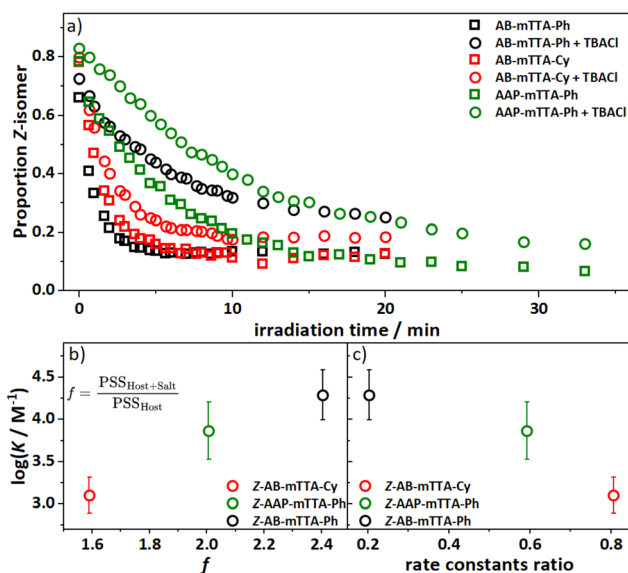 a)
AB-mTTA-Ph
AB-mTTA-Ph + TBACl
AB-mTTA-Cy
AB-mTTA-Cy + TBACl
AAP-mTTA-Ph
AAP-mTTA-Ph + TBACl
Proportion Z-isomer
0.8
0.6
0.4
0.2
0.0
0 10 20 30
irradiation time / min
b) c)
f = PSS_Host+Salt / PSS_Host
log(K / M⁻¹)
4.5
4.0
3.5
3.0
Z-AB-mTTA-Cy Z-AB-mTTA-Cy
Z-AAP-mTTA-Ph Z-AAP-mTTA-Ph
Z-AB-mTTA-Ph Z-AB-mTTA-Ph
1.6 1.8 2.0 2.2 2.4 0.2 0.4 0.6 0.8
f rate constants ratio